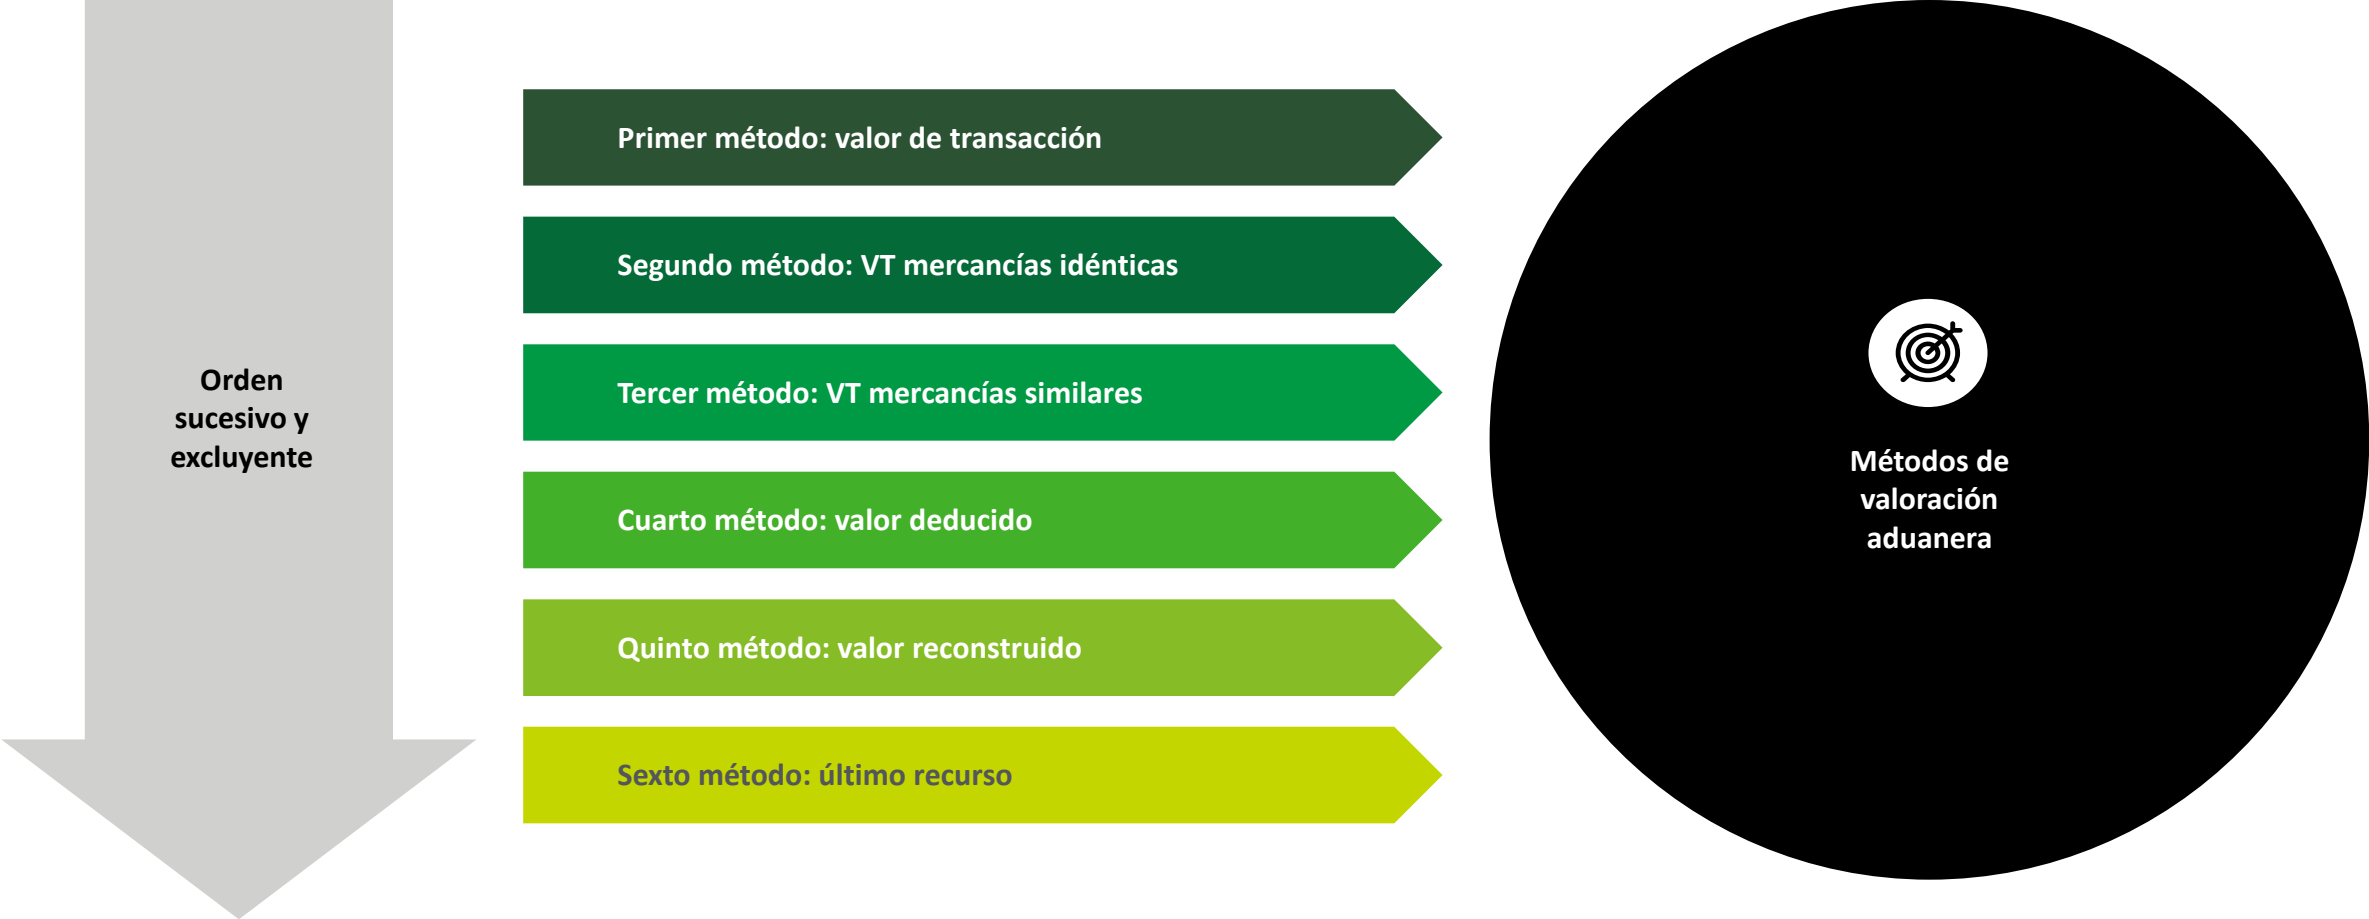 Orden
sucesivo y
excluyente
Primer método: valor de transacción
Segundo método: VT mercancías idénticas
Tercer método: VT mercancías similares
Cuarto método: valor deducido
Quinto método: valor reconstruido
Sexto método: último recurso
Métodos de
valoración
aduanera